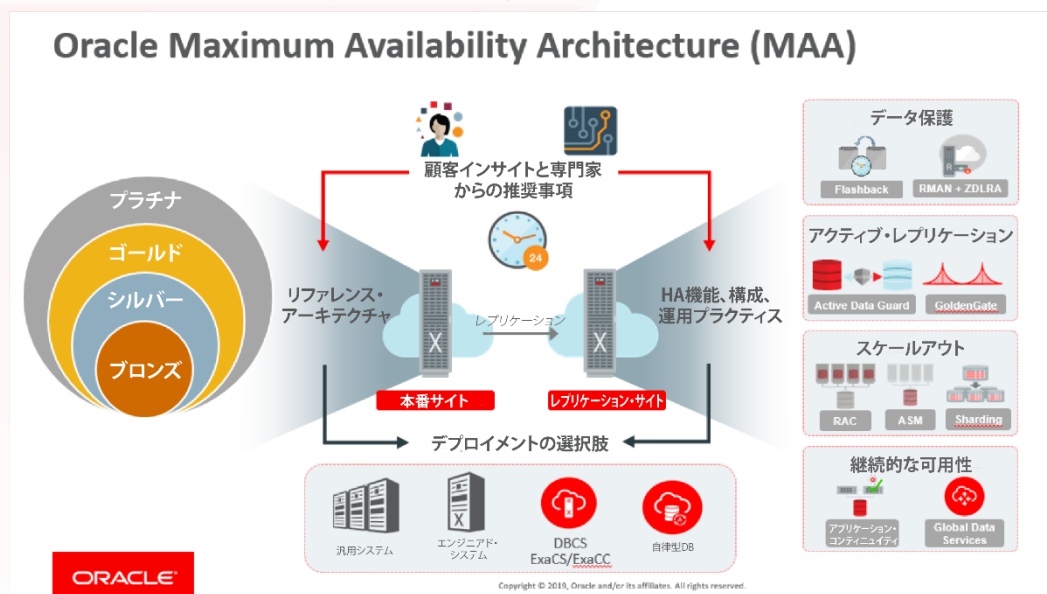 Oracle Maximum Availability Architecture (MAA)
プラチナ
ゴールド
シルバー
ブロンズ
顧客インサイトと専門家
からの推奨事項
24
リファレンス・
アーキテクチャ
レプリケーション
HA機能、構成、
運用プラクティス
X
X
本番サイト
レプリケーション・サイト
デプロイメントの選択肢
汎用システム
X
エンジニアド・
システム
DBCS
ExaCS/ExaCC
自律型DB
データ保護
Flashback
R
RMAN + ZDLRA
アクティブ・レプリケーション
Active Data Guard
GoldenGate
スケールアウト
RAC
ASM
Sharding
継続的な可用性
アプリケーション・
コンティニュイティ
Global Data
Services
ORACLE®
Copyright © 2019, Oracle and/or its affiliates. All rights reserved.